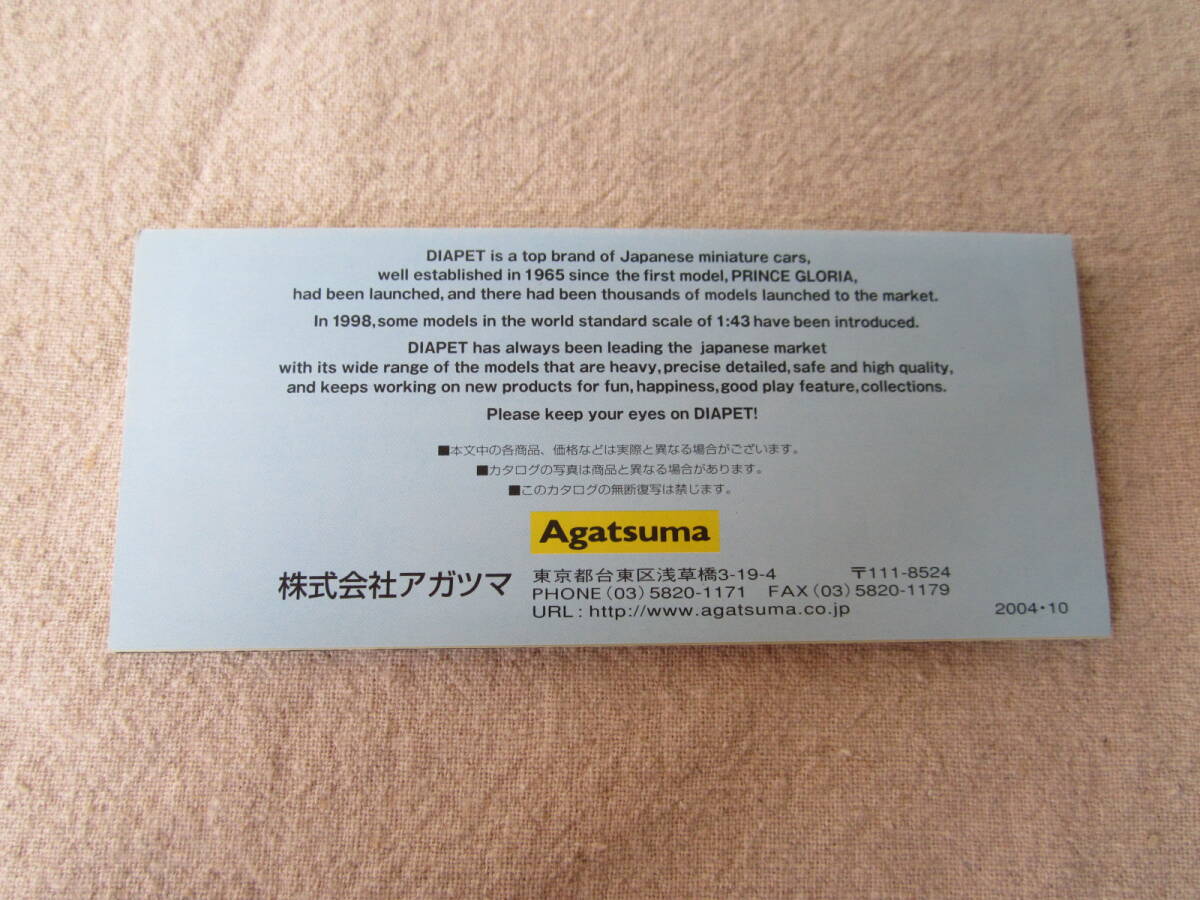 DIAPET is a top brand of Japanese miniature cars,
well established in 1965 since the first model, PRINCE GLORIA,
had been launched, and there had been thousands of models launched to the market.
In 1998, some models in the world standard scale of 1:43 have been introduced.
DIAPET has always been leading the japanese market
with its wide range of the models that are heavy, precise detailed, safe and high quality,
and keeps working on new products for fun, happiness, good play feature, collections.
Please keep your eyes on DIAPET!
■本文中の各商品、価格などは実際と異なる場合がございます。
■カタログの写真は商品と異なる場合があります。
■このカタログの無断復写は禁じます。
Agatsuma
株式会社アガツマ
東京都台東区浅草橋3-19-4 〒111-8524
PHONE (03) 5820-1171 FAX (03) 5820-1179
URL : http://www.agatsuma.co.jp
2004・10